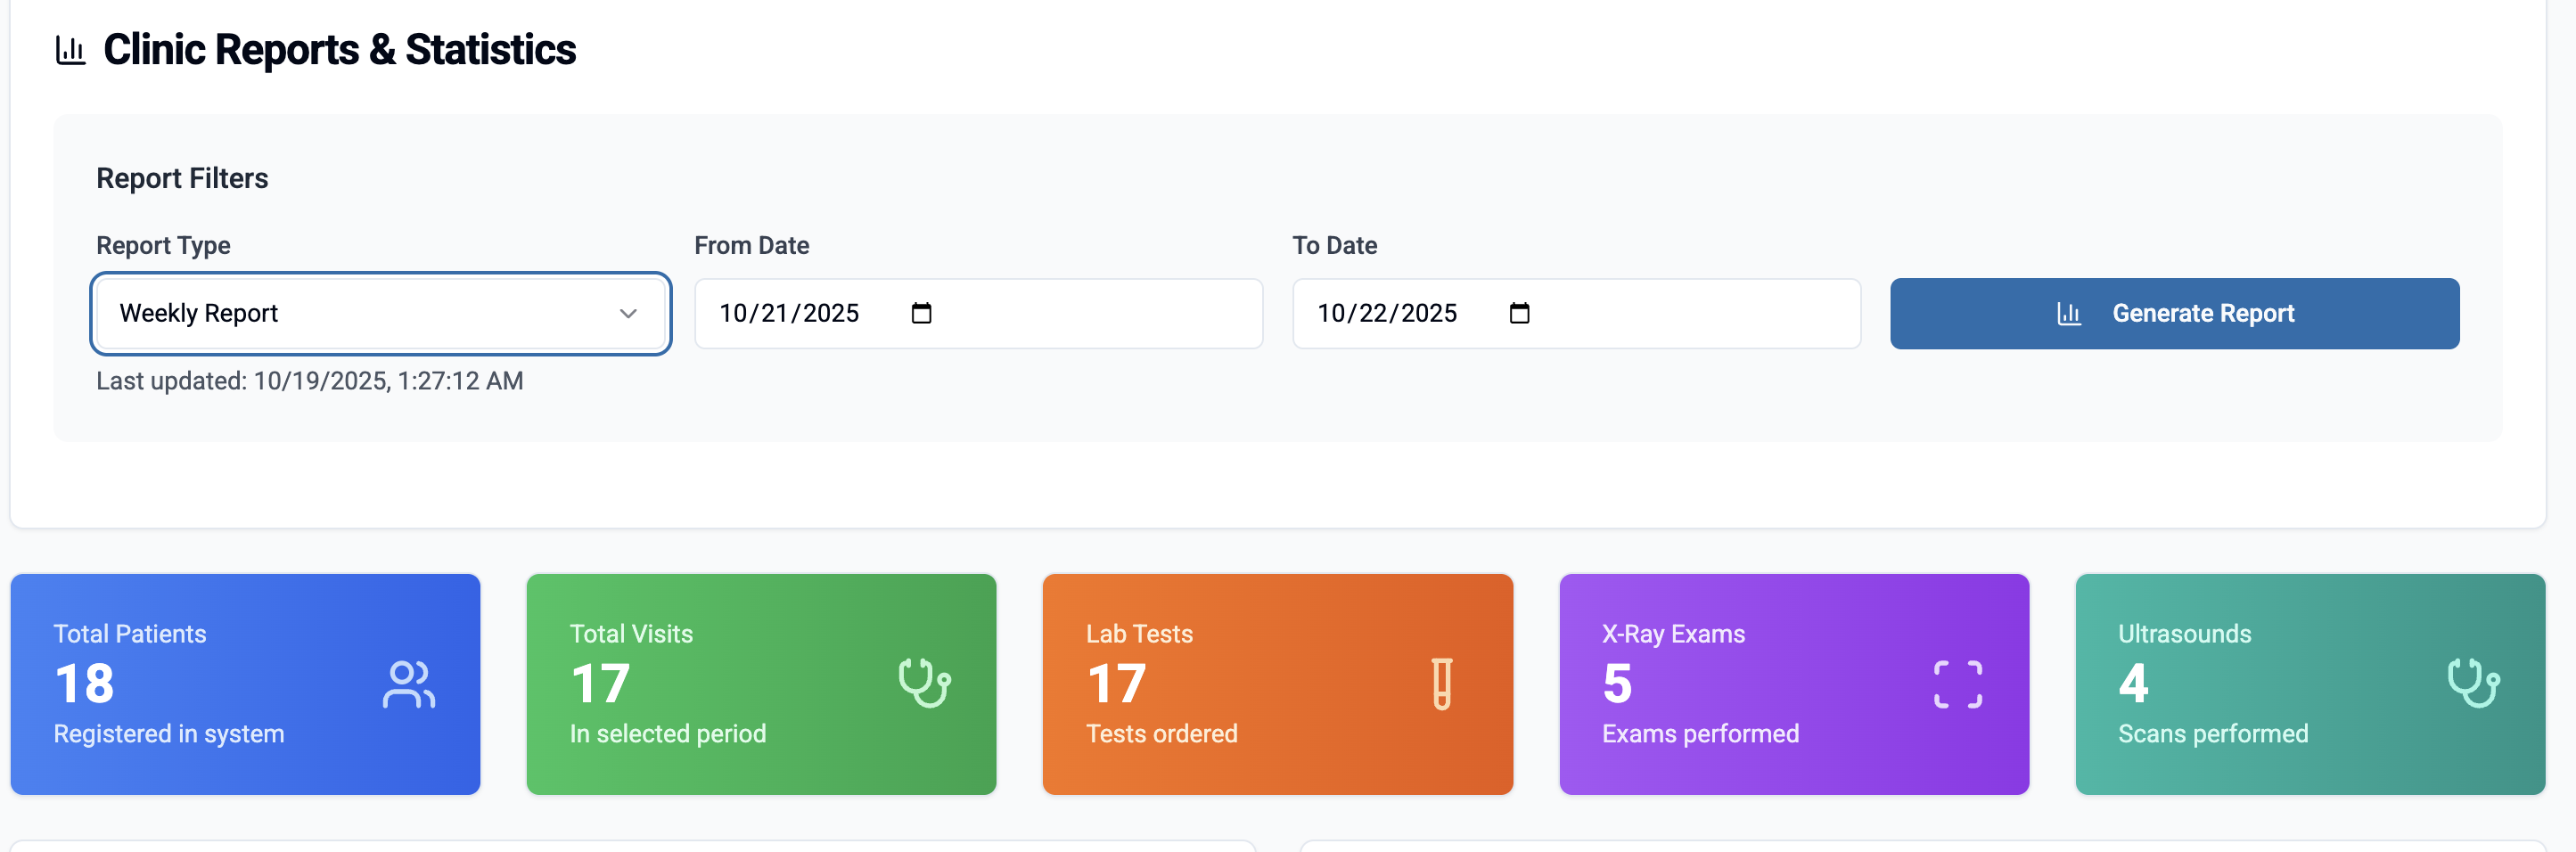 Clinic Reports & Statistics
Report Filters
Report Type
From Date
To Date
Weekly Report
10/21/2025
10/22/2025
Generate Report
Last updated: 10/19/2025, 1:27:12 AM
Total Patients
18
Registered in system
Total Visits
17
In selected period
Lab Tests
17
Tests ordered
X-Ray Exams
5
Exams performed
Ultrasounds
4
Scans performed